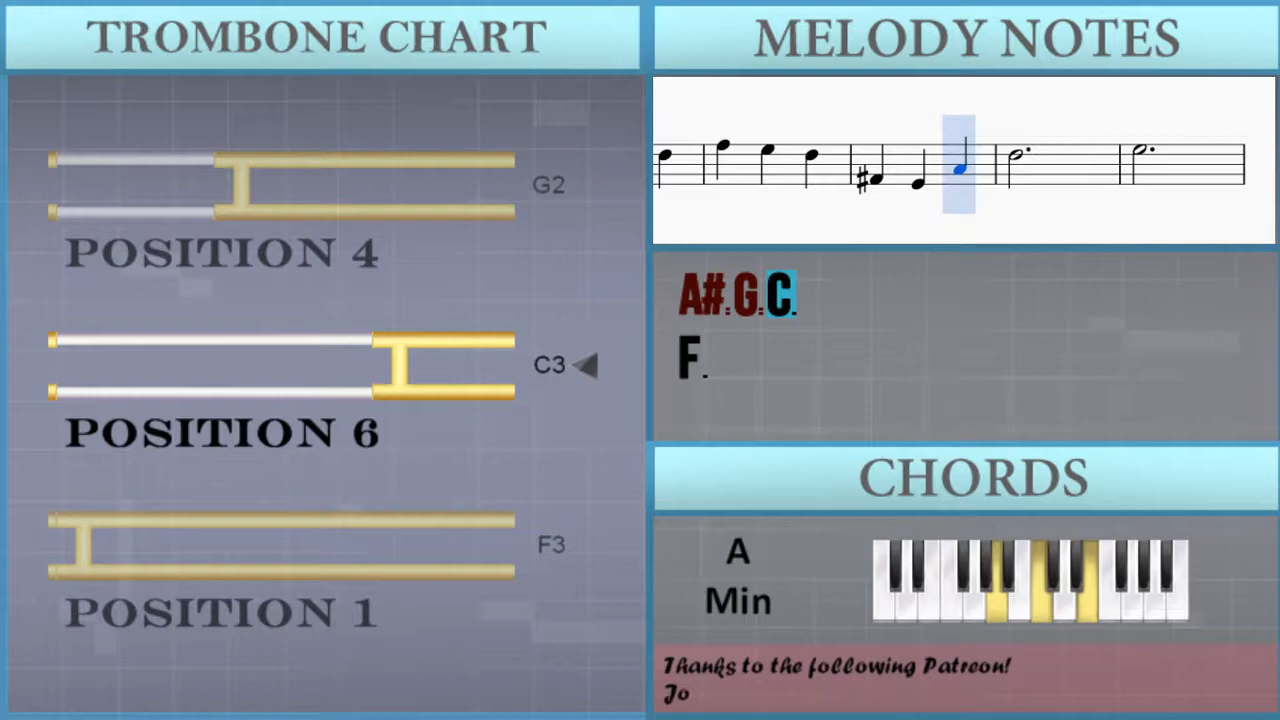 TROMBONE CHART
G2
POSITION 4
C3
POSITION 6
F3
POSITION 1
MELODY NOTES
A#.G.C.
F.
CHORDS
A
Min
Thanks to the following Patreon!
Jo